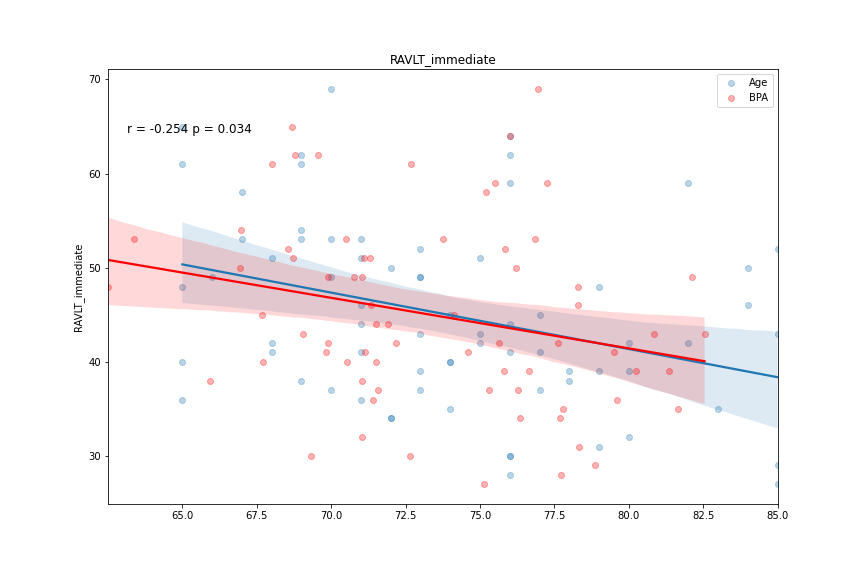 RAVLT_immediate
Age
BPA
r = -0.254 p = 0.034
RAVLT_immediate
70
60
50
40
30
65.0 67.5 70.0 72.5 75.0 77.5 80.0 82.5 85.0